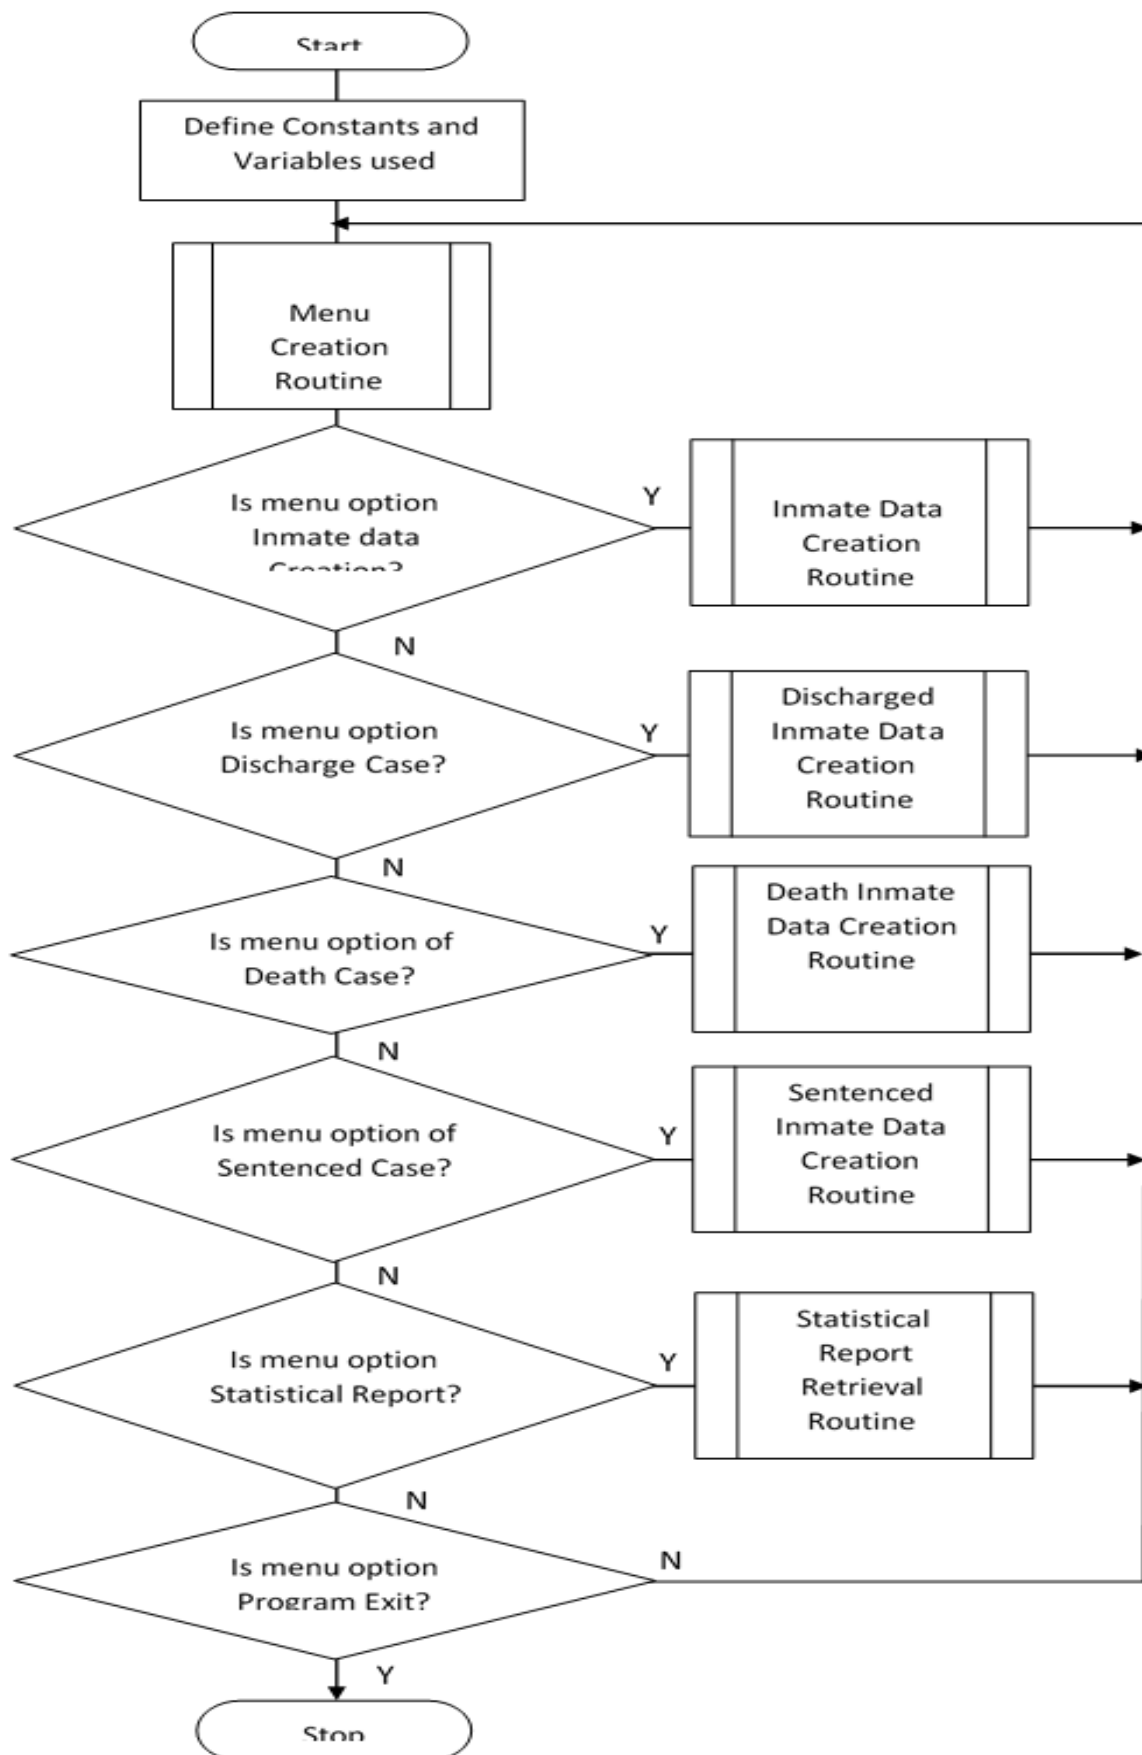 Start
Define Constants and
Variables used
Menu
Creation
Routine
Is menu option
Inmate data
Creation?
Y
Inmate Data
Creation
Routine
N
Is menu option
Discharge Case?
Y
Discharged
Inmate Data
Creation
Routine
N
Is menu option of
Death Case?
Y
Death Inmate
Data Creation
Routine
N
Is menu option of
Sentenced Case?
Y
Sentenced
Inmate Data
Creation
Routine
N
Is menu option
Statistical Report?
Y
Statistical
Report
Retrieval
Routine
N
Is menu option
Program Exit?
N
Y
Stop